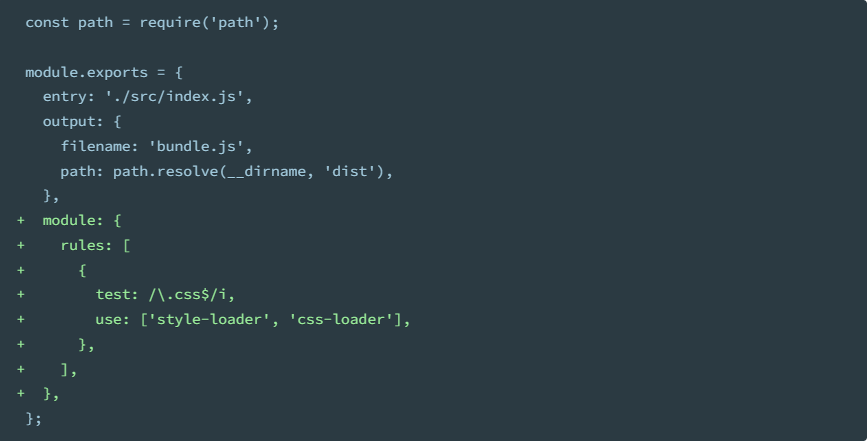 const path = require('path');

module.exports = {
  entry: './src/index.js',
  output: {
    filename: 'bundle.js',
    path: path.resolve(__dirname, 'dist'),
  },
+  module: {
+    rules: [
+      {
+        test: /\.css$/i,
+        use: ['style-loader', 'css-loader'],
+      },
+    ],
+  },
};